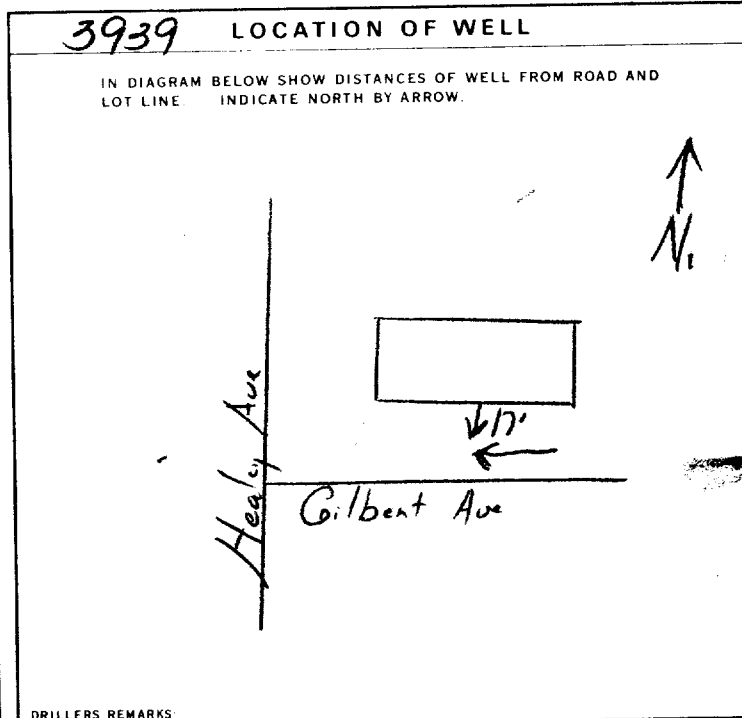 3939 LOCATION OF WELL
IN DIAGRAM BELOW SHOW DISTANCES OF WELL FROM ROAD AND
LOT LINE. INDICATE NORTH BY ARROW.
N.
17'
Healey Ave
Gilbert Ave
DRILLERS REMARKS: